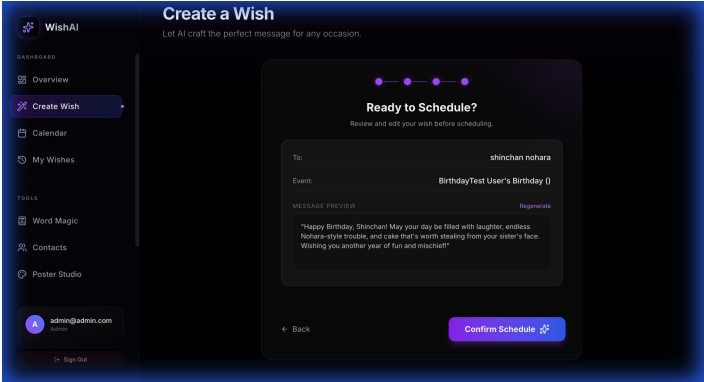 WishAI
DASHBOARD
Overview
Create Wish
Calendar
My Wishes
TOOLS
Word Magic
Contacts
Poster Studio
A
admin@admin.com
Admin
Sign Out
Create a Wish
Let AI craft the perfect message for any occasion.
Ready to Schedule?
Review and edit your wish before scheduling.
To: shinchan nohara
Event: BirthdayTest User's Birthday ()
MESSAGE PREVIEW Regenerate
"Happy Birthday, Shinchan! May your day be filled with laughter, endless
Nohara-style trouble, and cake that's worth stealing from your sister's face.
Wishing you another year of fun and mischief!"
← Back
Confirm Schedule